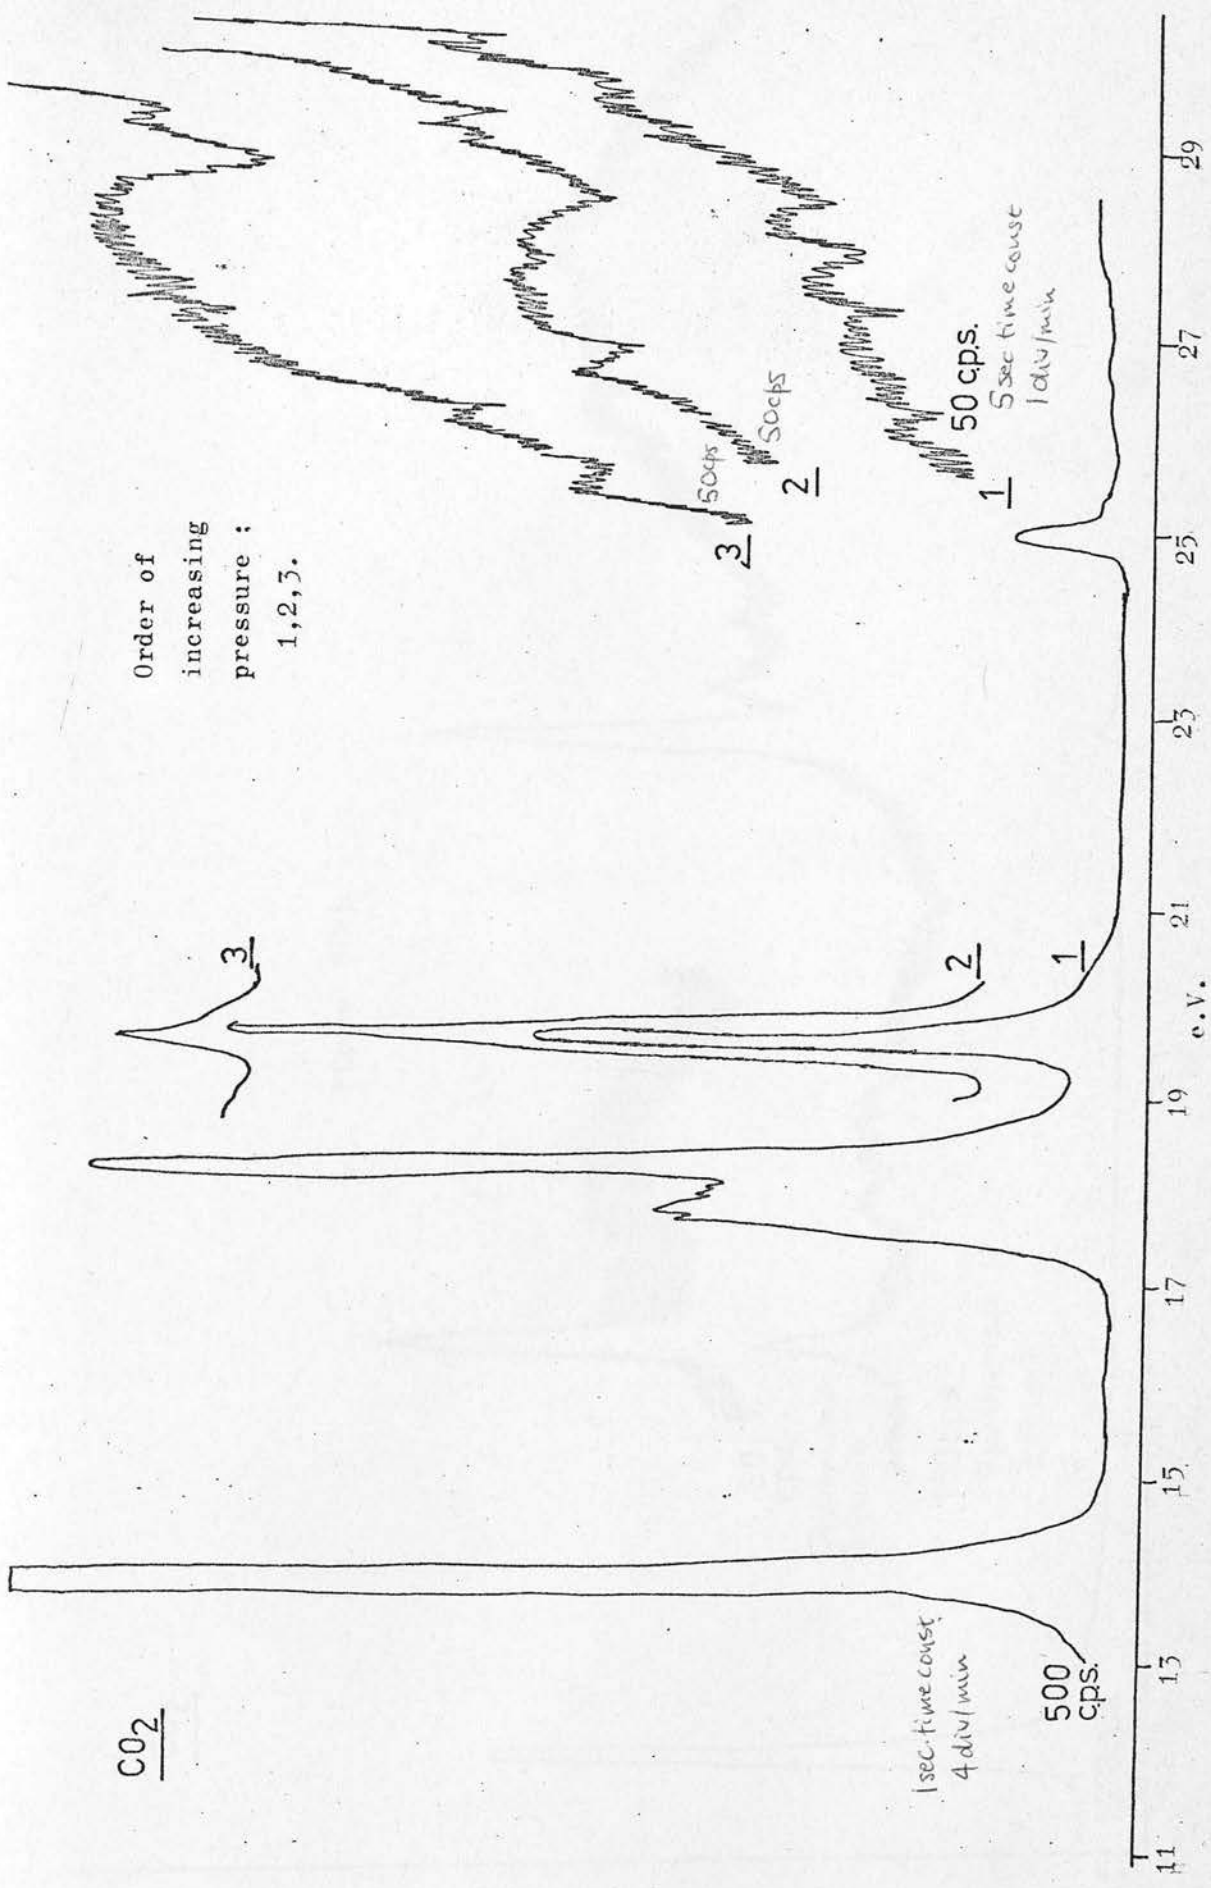 CO2
Order of
increasing
pressure :
1,2,3.
3
2
1
3
50cps
2
50cps
1
50 c.p.s.
5 sec time const
1 div/min
1 sec. time const.
4 div/min
500
c.p.s.
11 13 15 17 19 21 23 25 27 29
e.V.